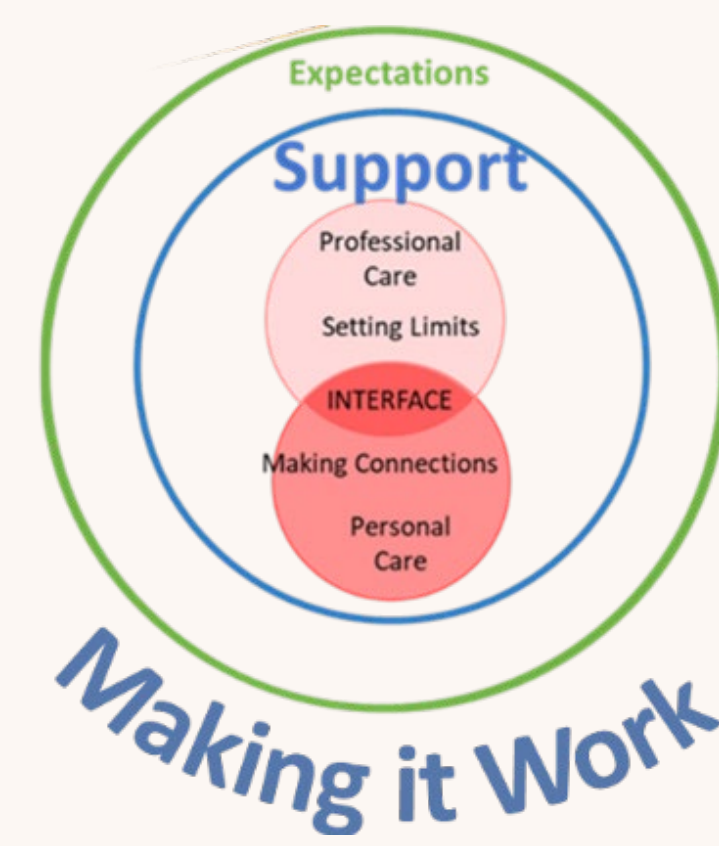 Expectations
Support
Professional
Care
Setting Limits
INTERFACE
Making Connections
Personal
Care
Making it Work